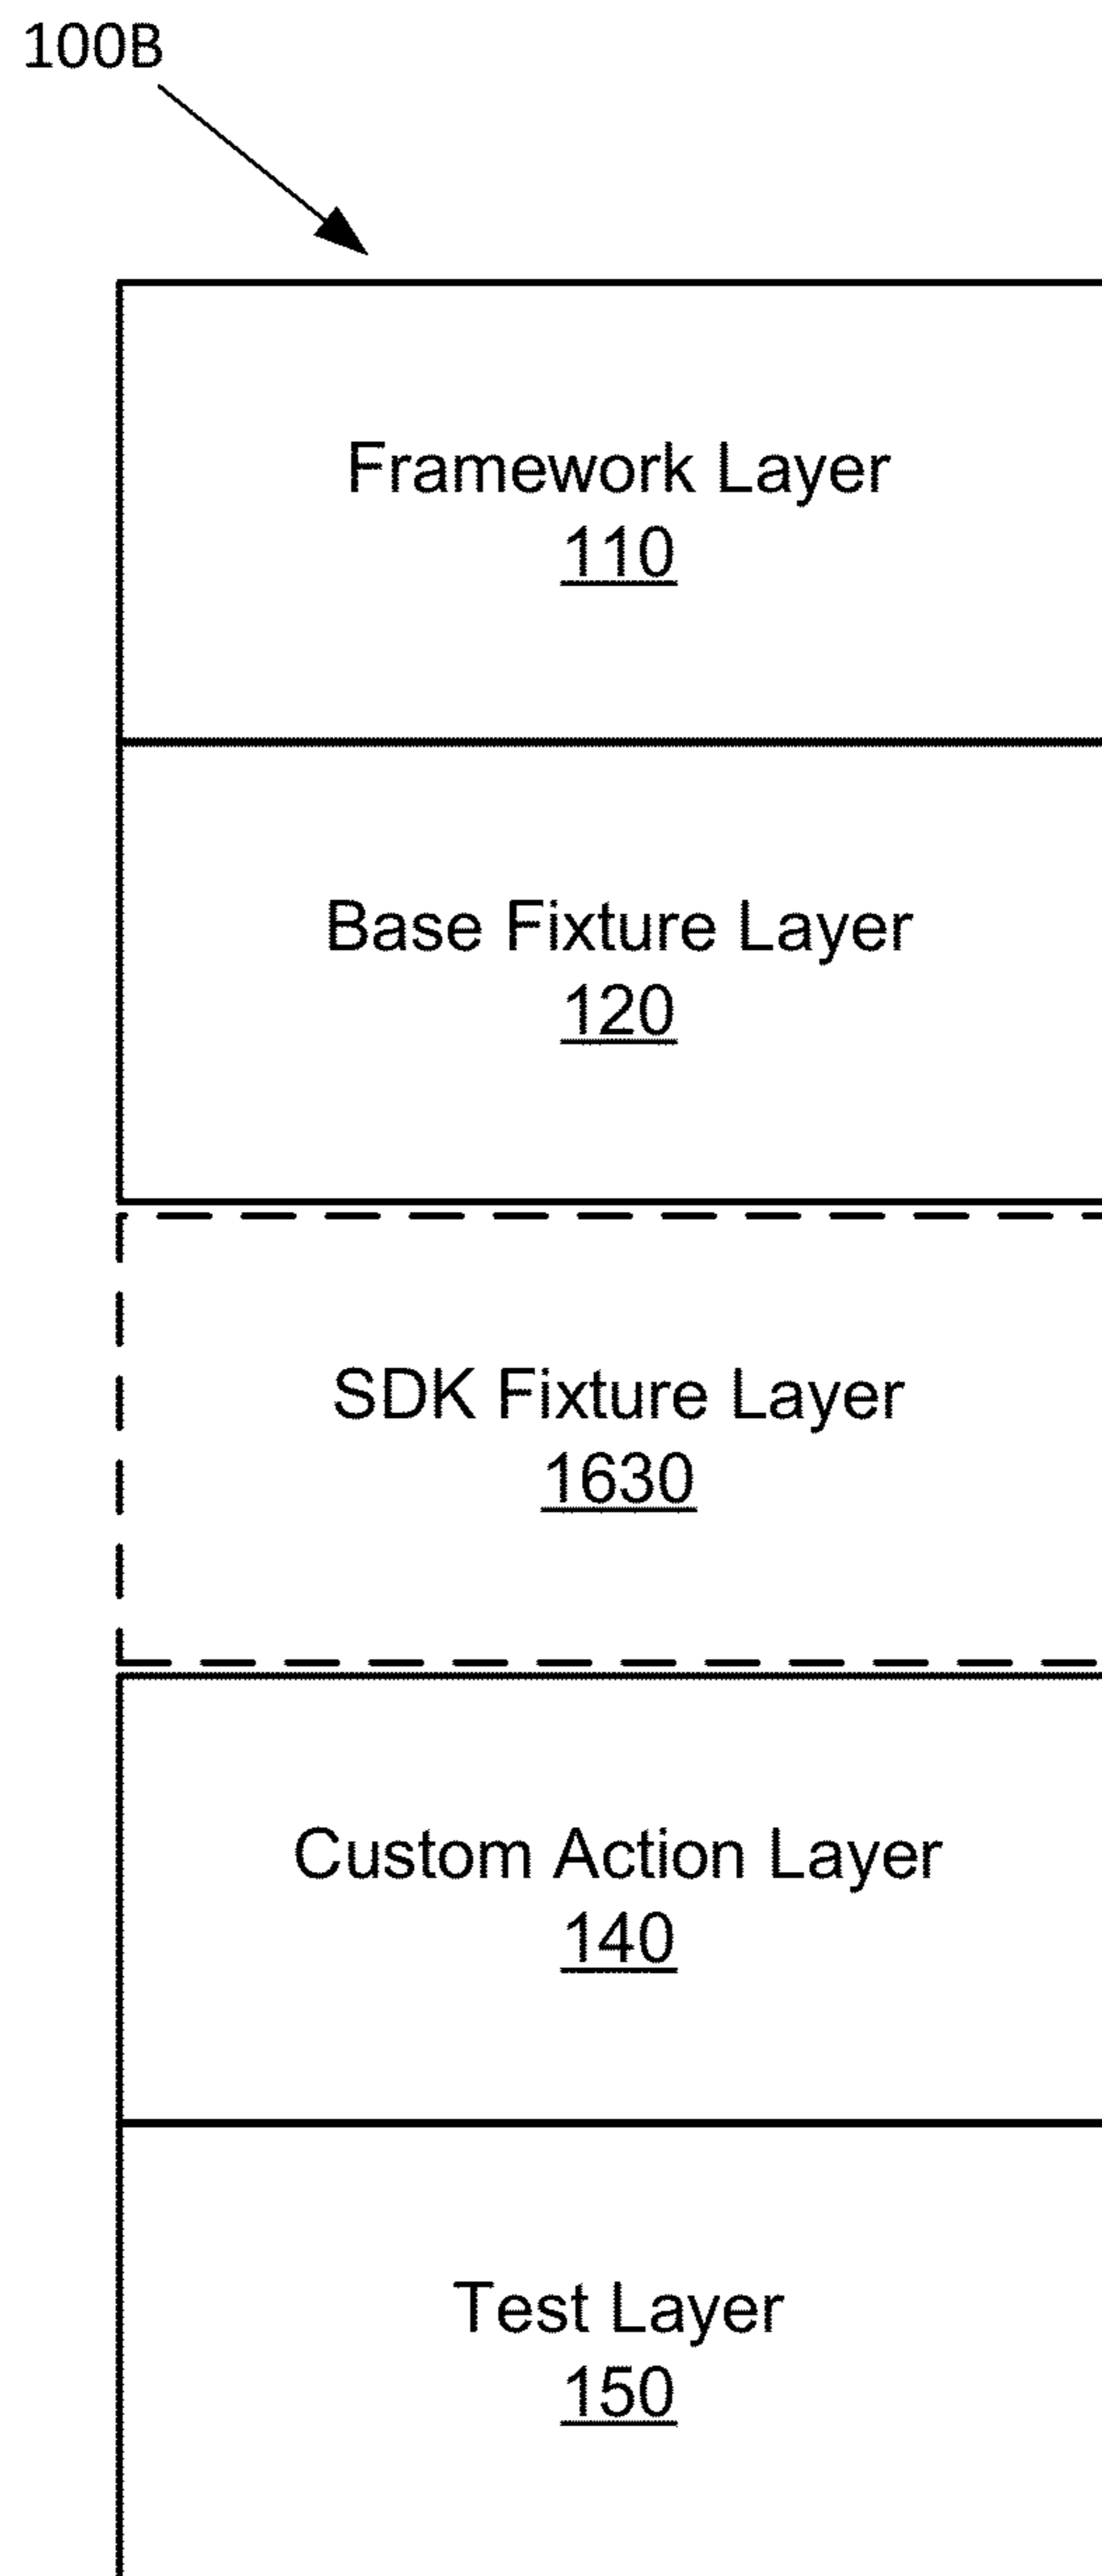 100B
Framework Layer
110
Base Fixture Layer
120
SDK Fixture Layer
1630
Custom Action Layer
140
Test Layer
150